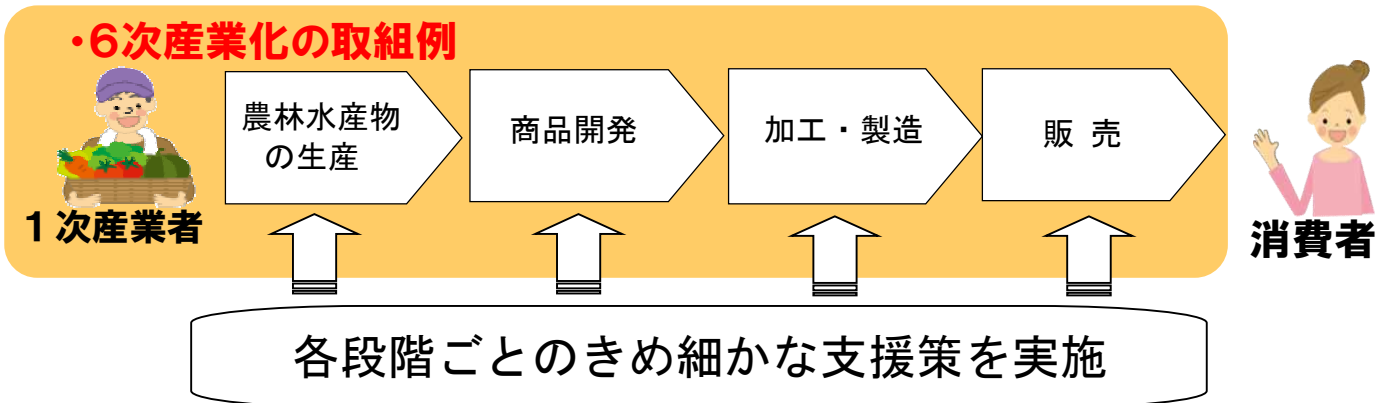 ・６次産業化の取組例
農林水産物
の生産
商品開発
加工・製造
販 売
１次産業者
消費者
各段階ごとのきめ細かな支援策を実施